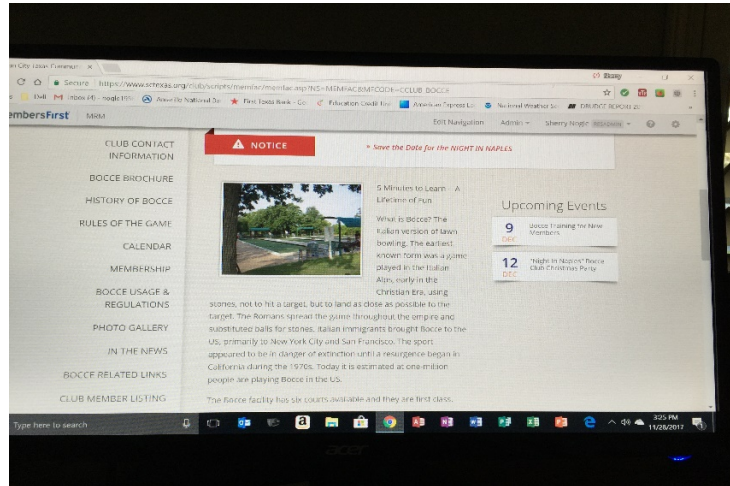 Secure https://www.sctexas.org/club/scripts/memfac/memfac.asp?NS=MEMFAC&MFCODE=CCLUB_BOCCE
Dell
First Texas Bank
embersFirst MRM
Edit Navigation Admin Sherry
CLUB CONTACT
INFORMATION
BOCCE BROCHURE
HISTORY OF BOCCE
RULES OF THE GAME
CALENDAR
MEMBERSHIP
BOCCE USAGE &
REGULATIONS
PHOTO GALLERY
IN THE NEWS
BOCCE RELATED LINKS
CLUB MEMBER LISTING
NOTICE
» Save the Date for the NIGHT IN NAPLES
5 Minutes to Learn - A
Lifetime of Fun
What is Bocce? The
Italian version of lawn
bowling. The earliest
known form was a game
played in the Italian
Alps, early in the
Christian Era, using
stones, not to hit a target, but to land as close as possible to the
target. The Romans spread the game throughout the empire and
substituted balls for stones. Italian immigrants brought Bocce to the
US, primarily to New York City and San Francisco. The sport
appeared to be in danger of extinction until a resurgence began in
California during the 1970s. Today it is estimated at one-million
people are playing Bocce in the US.
The Bocce facility has six courts available and they are first class.
Upcoming Events
9
DEC
Bocce Training for New
Members
12
DEC
"Night In Naples" Bocce
Club Christmas Party
Type here to search
3:25 PM
11/28/2017
acer